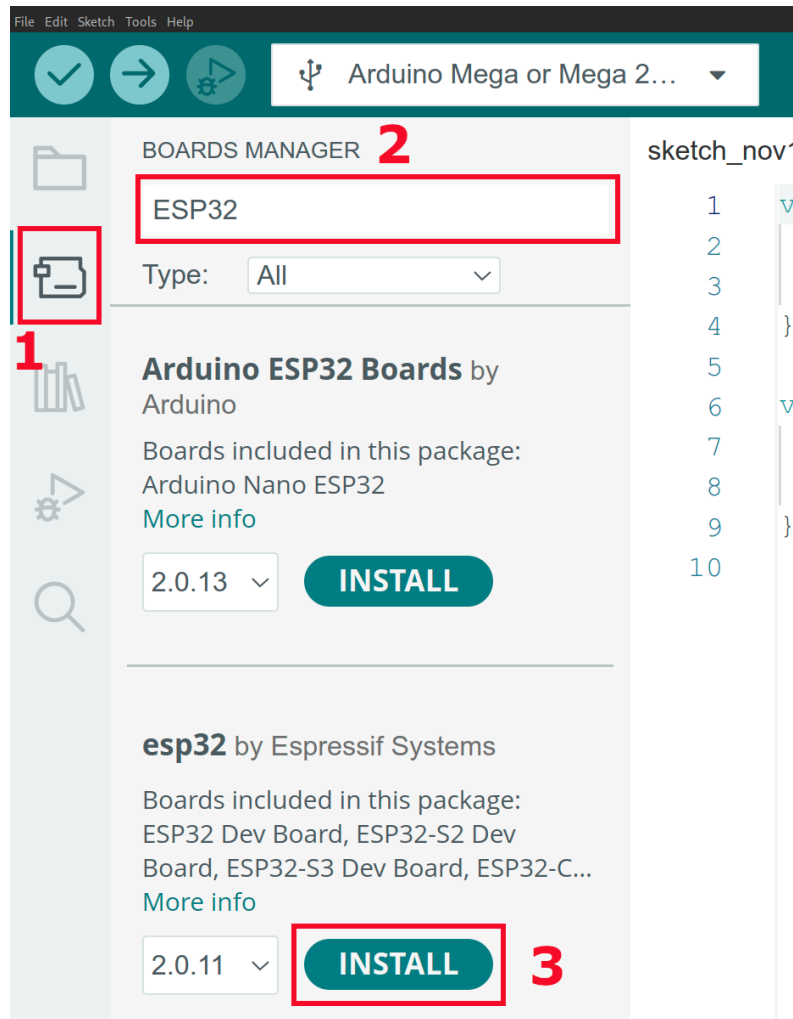 File Edit Sketch Tools Help
Arduino Mega or Mega 2...
BOARDS MANAGER 2
sketch_nov1
ESP32
Type: All
1
Arduino ESP32 Boards by
Arduino
Boards included in this package:
Arduino Nano ESP32
More info
2.0.13 INSTALL
esp32 by Espressif Systems
Boards included in this package:
ESP32 Dev Board, ESP32-S2 Dev
Board, ESP32-S3 Dev Board, ESP32-C...
More info
2.0.11 INSTALL 3
1 v
2
3
4 }
5
6 v
7
8
9 }
10